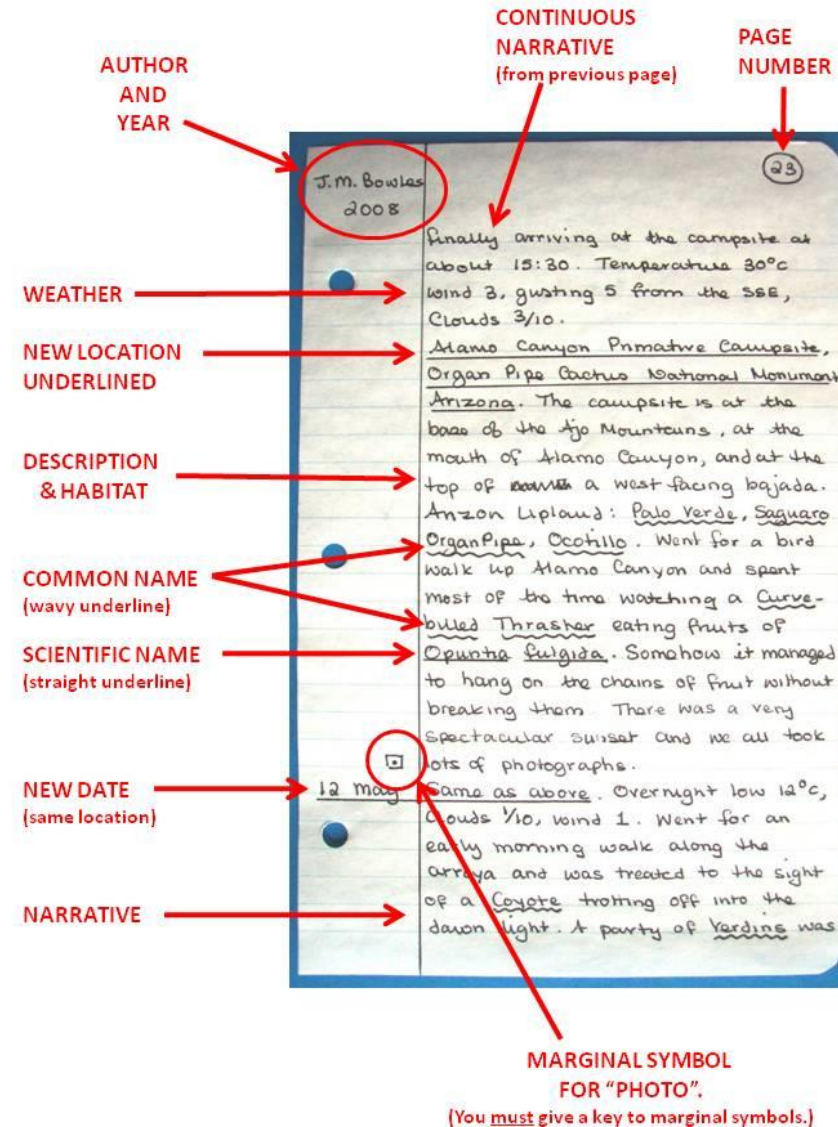 CONTINUOUS
NARRATIVE
(from previous page)
PAGE
NUMBER
AUTHOR
AND
YEAR
J.M. Bowles
2008
23
finally arriving at the campsite at
about 15:30. Temperature 30°C
WEATHER
wind 3, gusting 5 from the SSE,
Clouds 3/10.
NEW LOCATION
UNDERLINED
Alamo Canyon Primative Campsite,
Organ Pipe Cactus National Monument
Arizona. The campsite is at the
base of the Ajo Mountains, at the
DESCRIPTION
& HABITAT
mouth of Alamo Canyon, and at the
top of a west facing bajada.
Arizon Upland: Palo Verde, Saguaro
Organ Pipe, Ocotillo. Went for a bird
COMMON NAME
(wavy underline)
walk up Alamo Canyon and spent
most of the time watching a Curve-
billed Thrasher eating fruits of
SCIENTIFIC NAME
(straight underline)
Opuntia fulgida. Somehow it managed
to hang on the chains of fruit without
breaking them. There was a very
spectacular sunset and we all took
lots of photographs.
NEW DATE
(same location)
12 may Same as above. Overnight low 12°C,
Clouds 1/10, wind 1. Went for an
early morning walk along the
arroya and was treated to the sight
NARRATIVE
of a Coyote trotting off into the
dawn light. A party of Verdins was
MARGINAL SYMBOL
FOR "PHOTO".
(You must give a key to marginal symbols.)